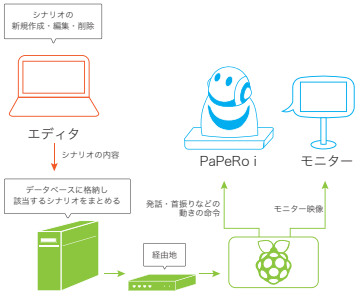 シナリオの
新規作成・編集・削除
エディタ
シナリオの内容
PaPeRo i
モニター
データベースに格納し
該当するシナリオをまとめる
発話・首振りなどの
動きの命令
モニター映像
経由地